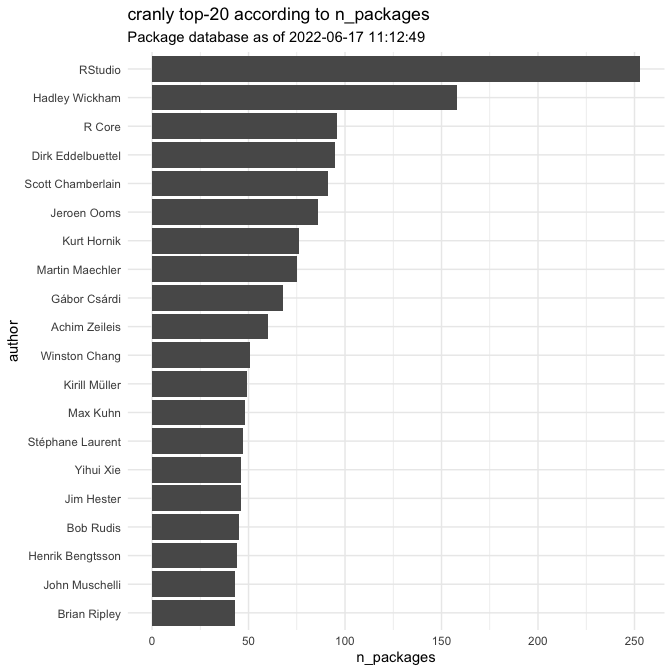 cranly top-20 according to n_packages
Package database as of 2022-06-17 11:12:49
author
RStudio
Hadley Wickham
R Core
Dirk Eddelbuettel
Scott Chamberlain
Jeroen Ooms
Kurt Hornik
Martin Maechler
Gábor Csárdi
Achim Zeileis
Winston Chang
Kirill Müller
Max Kuhn
Stéphane Laurent
Yihui Xie
Jim Hester
Bob Rudis
Henrik Bengtsson
John Muschelli
Brian Ripley
0 50 100 150 200 250
n_packages